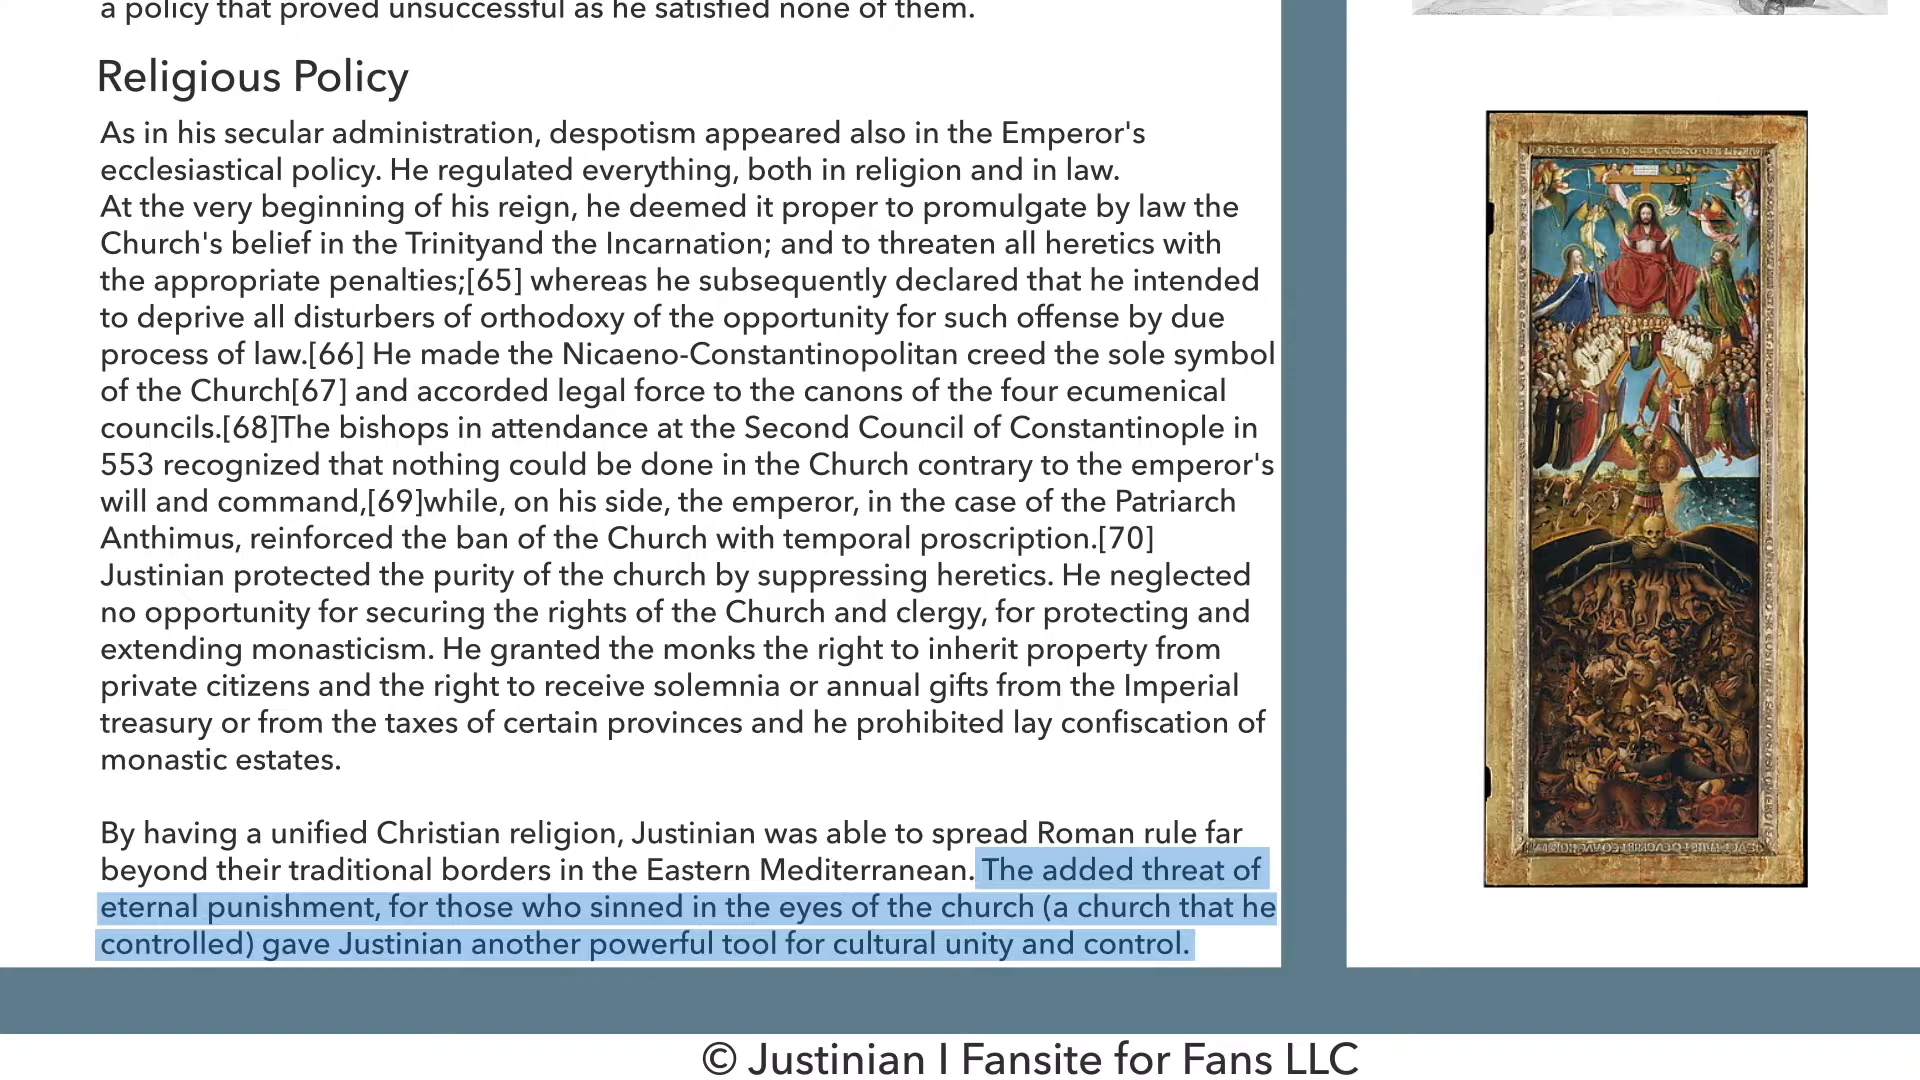 a policy that proved unsuccessful as he satisfied none of them.
Religious Policy
As in his secular administration, despotism appeared also in the Emperor's
ecclesiastical policy. He regulated everything, both in religion and in law.
At the very beginning of his reign, he deemed it proper to promulgate by law the
Church's belief in the Trinityand the Incarnation; and to threaten all heretics with
the appropriate penalties;[65] whereas he subsequently declared that he intended
to deprive all disturbers of orthodoxy of the opportunity for such offense by due
process of law.[66] He made the Nicaeno-Constantinopolitan creed the sole symbol
of the Church[67] and accorded legal force to the canons of the four ecumenical
councils.[68]The bishops in attendance at the Second Council of Constantinople in
553 recognized that nothing could be done in the Church contrary to the emperor's
will and command,[69]while, on his side, the emperor, in the case of the Patriarch
Anthimus, reinforced the ban of the Church with temporal proscription.[70]
Justinian protected the purity of the church by suppressing heretics. He neglected
no opportunity for securing the rights of the Church and clergy, for protecting and
extending monasticism. He granted the monks the right to inherit property from
private citizens and the right to receive solemnia or annual gifts from the Imperial
treasury or from the taxes of certain provinces and he prohibited lay confiscation of
monastic estates.
By having a unified Christian religion, Justinian was able to spread Roman rule far
beyond their traditional borders in the Eastern Mediterranean. The added threat of
eternal punishment, for those who sinned in the eyes of the church (a church that he
controlled) gave Justinian another powerful tool for cultural unity and control.
© Justinian I Fansite for Fans LLC